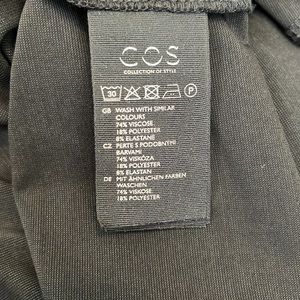 COS
COLLECTION OF STYLE
30 P
GB WASH WITH SIMILAR
COLOURS
74% VISCOSE
18% POLYESTER
8% ELASTANE
CZ PERTE S PODOBNÝMI
BARVAMI
74% VISKÓZA
18% POLYESTER
8% ELASTAN
DE MIT ÄHNLICHEN FARBEN
WASCHEN
74% VISKOSE
18% POLYESTER